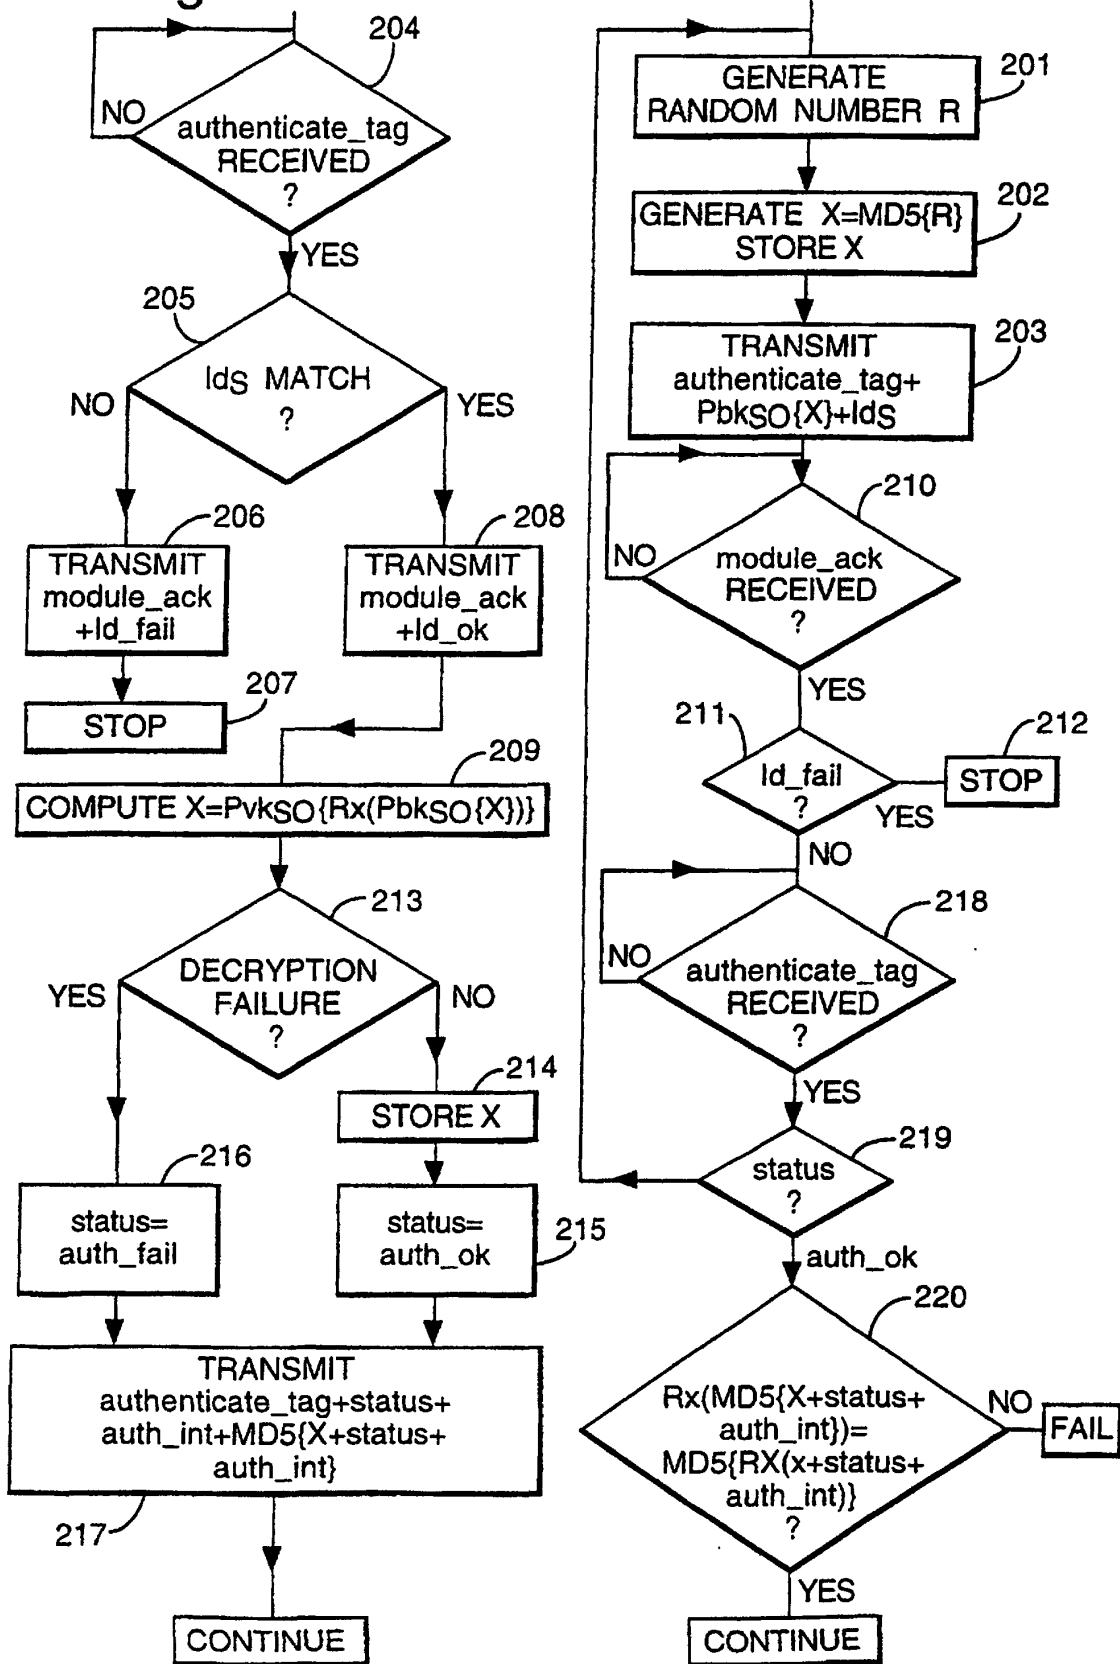 204
NO
authenticate_tag
RECEIVED
?
YES
205
IdS MATCH
?
NO
YES
206
TRANSMIT
module_ack
+Id_fail
208
TRANSMIT
module_ack
+Id_ok
207
STOP
209
COMPUTE X=PvkSO{Rx(PbkSO{X})}
213
DECRYPTION
FAILURE
?
YES
NO
214
STORE X
216
status=
auth_fail
status=
auth_ok
215
TRANSMIT
authenticate_tag+status+
auth_int+MD5{X+status+
auth_int}
217
CONTINUE
201
GENERATE
RANDOM NUMBER R
202
GENERATE X=MD5{R}
STORE X
203
TRANSMIT
authenticate_tag+
PbkSO{X}+IdS
210
NO
module_ack
RECEIVED
?
YES
211
Id_fail
?
YES
212
STOP
NO
218
NO
authenticate_tag
RECEIVED
?
YES
219
status
?
auth_ok
220
Rx(MD5{X+status+
auth_int})=
MD5{RX(x+status+
auth_int)}
?
NO
FAIL
YES
CONTINUE